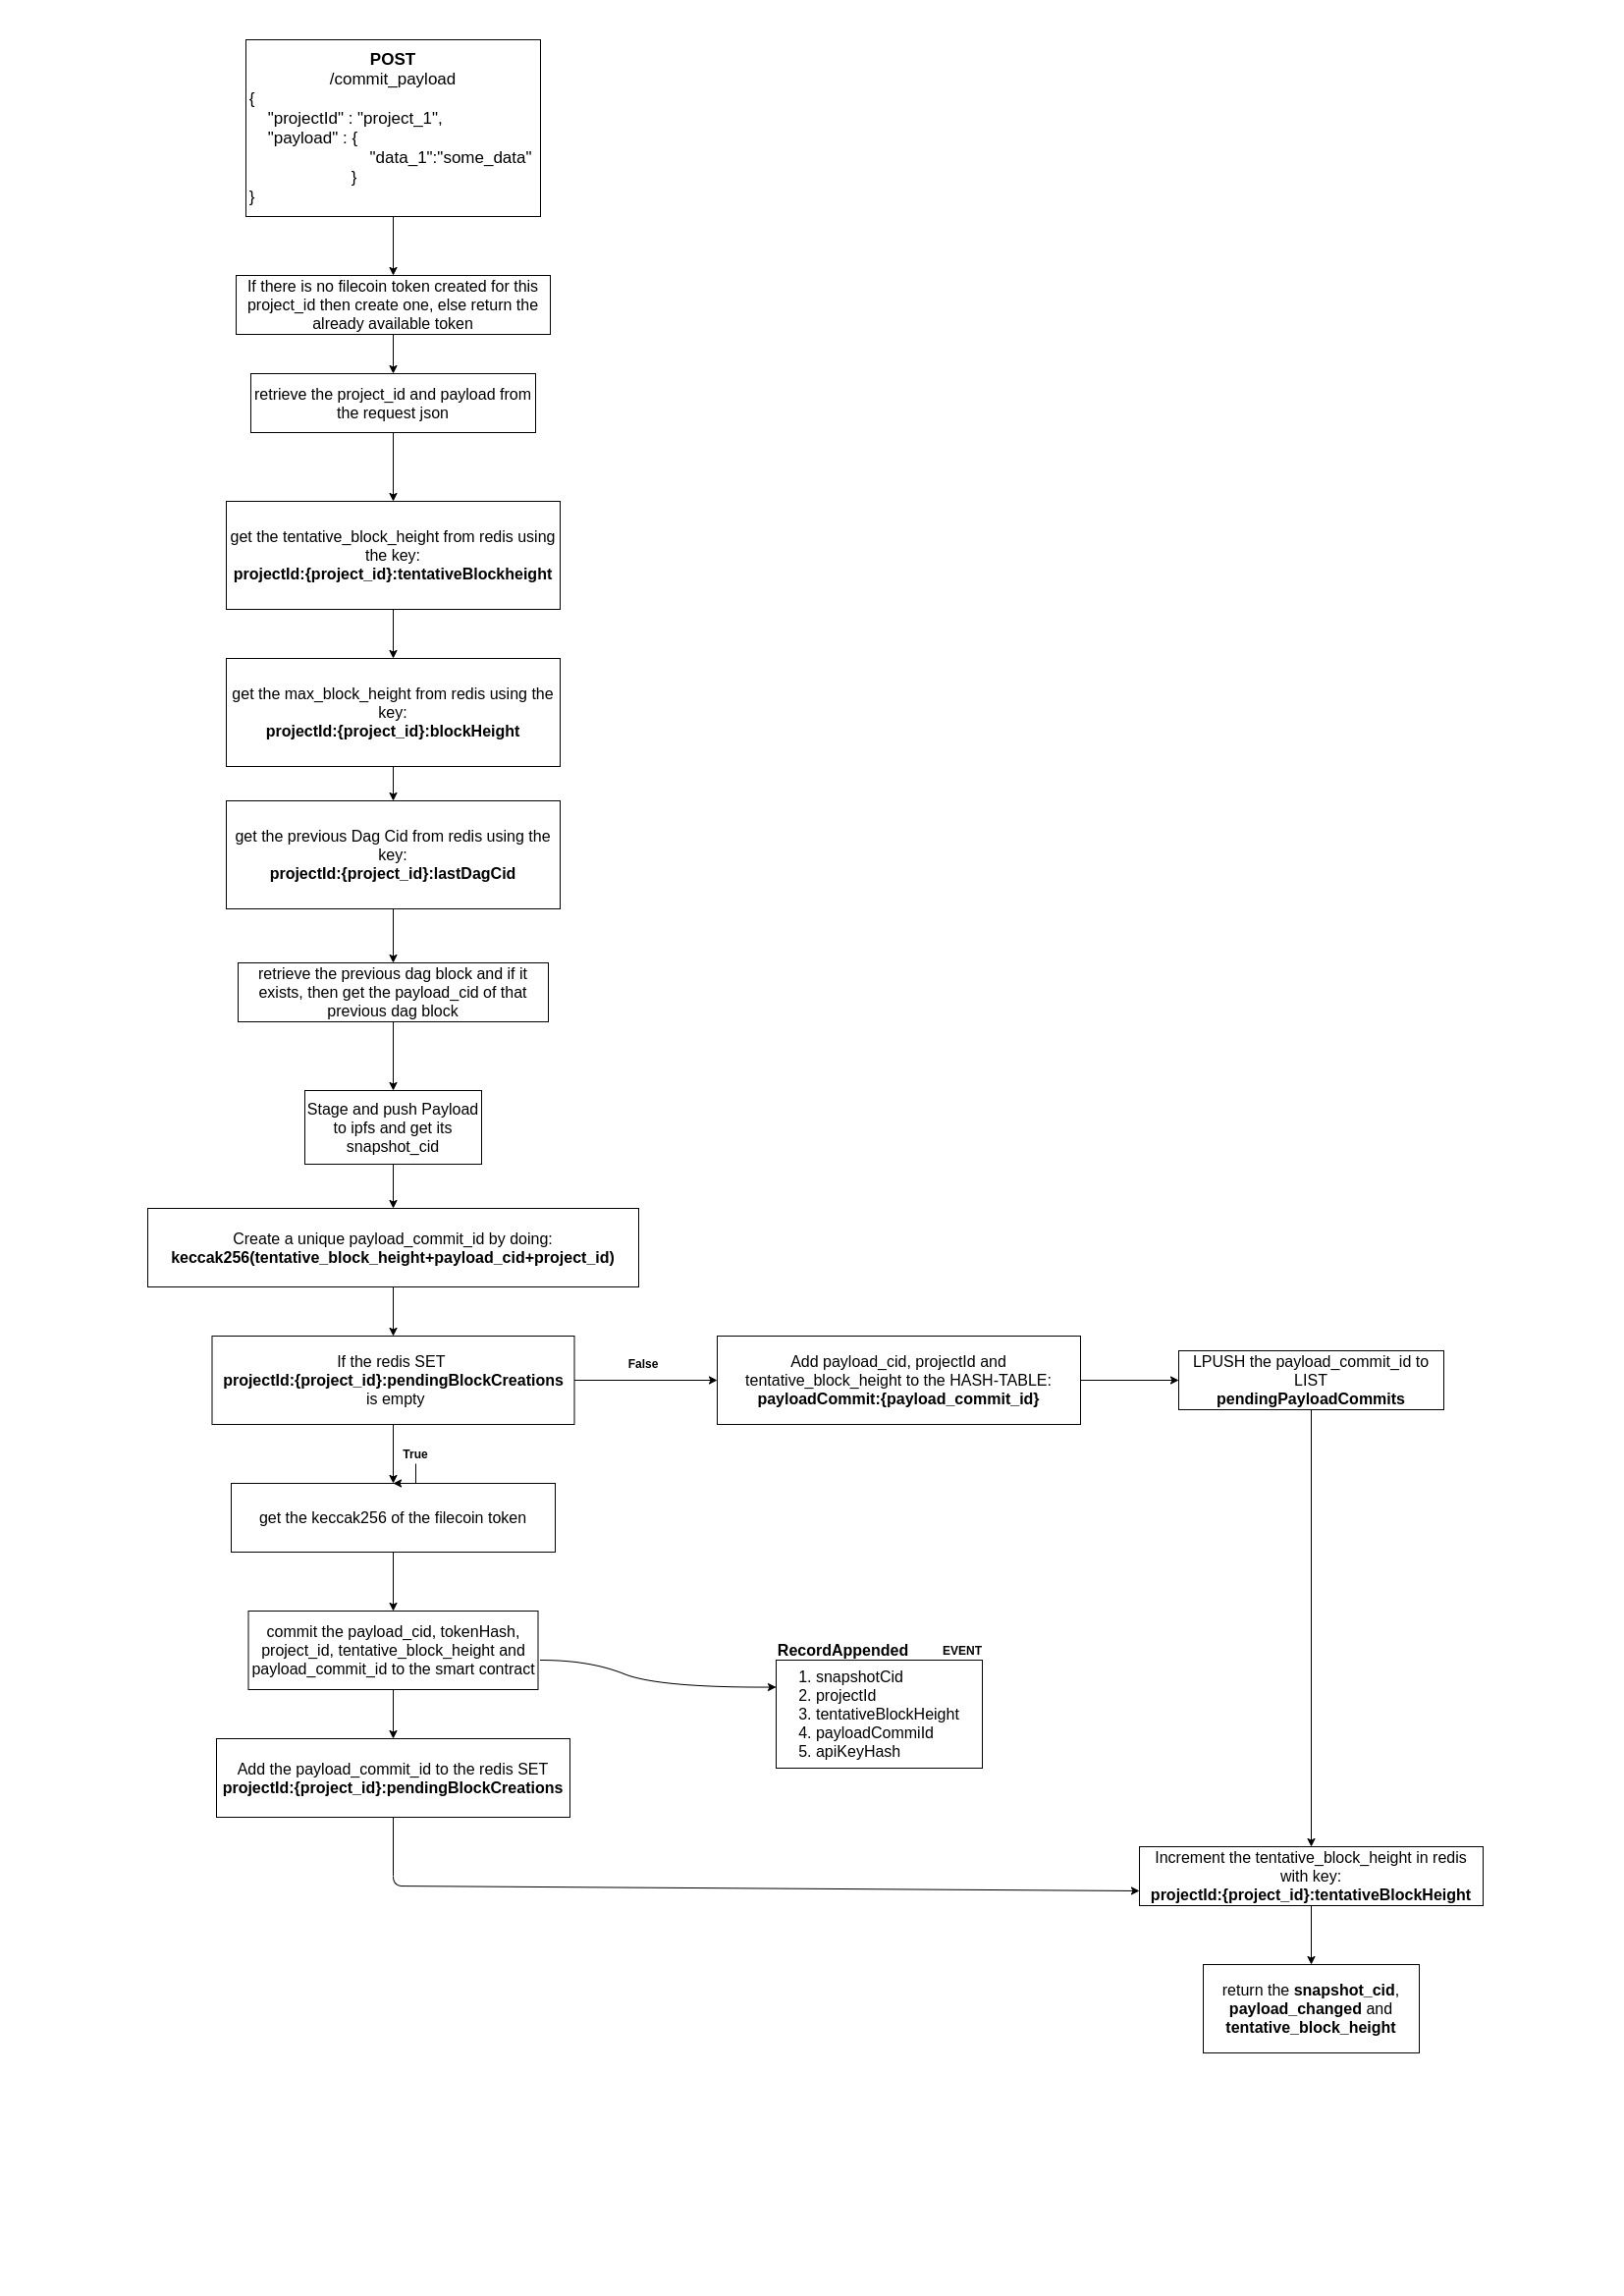 POST
/commit_payload
{
"projectId" : "project_1",
"payload" : {
"data_1":"some_data"
}
}
If there is no filecoin token created for this
project_id then create one, else return the
already available token
retrieve the project_id and payload from
the request json
get the tentative_block_height from redis using
the key:
projectId:{project_id}:tentativeBlockheight
get the max_block_height from redis using the
key:
projectId:{project_id}:blockHeight
get the previous Dag Cid from redis using the
key:
projectId:{project_id}:lastDagCid
retrieve the previous dag block and if it
exists, then get the payload_cid of that
previous dag block
Stage and push Payload
to ipfs and get its
snapshot_cid
Create a unique payload_commit_id by doing:
keccak256(tentative_block_height+payload_cid+project_id)
If the redis SET
projectId:{project_id}:pendingBlockCreations
is empty
False
Add payload_cid, projectId and
tentative_block_height to the HASH-TABLE:
payloadCommit:{payload_commit_id}
LPUSH the payload_commit_id to
LIST
pendingPayloadCommits
True
get the keccak256 of the filecoin token
commit the payload_cid, tokenHash,
project_id, tentative_block_height and
payload_commit_id to the smart contract
RecordAppended EVENT
1. snapshotCid
2. projectId
3. tentativeBlockHeight
4. payloadCommiId
5. apiKeyHash
Add the payload_commit_id to the redis SET
projectId:{project_id}:pendingBlockCreations
Increment the tentative_block_height in redis
with key:
projectId:{project_id}:tentativeBlockHeight
return the snapshot_cid,
payload_changed and
tentative_block_height